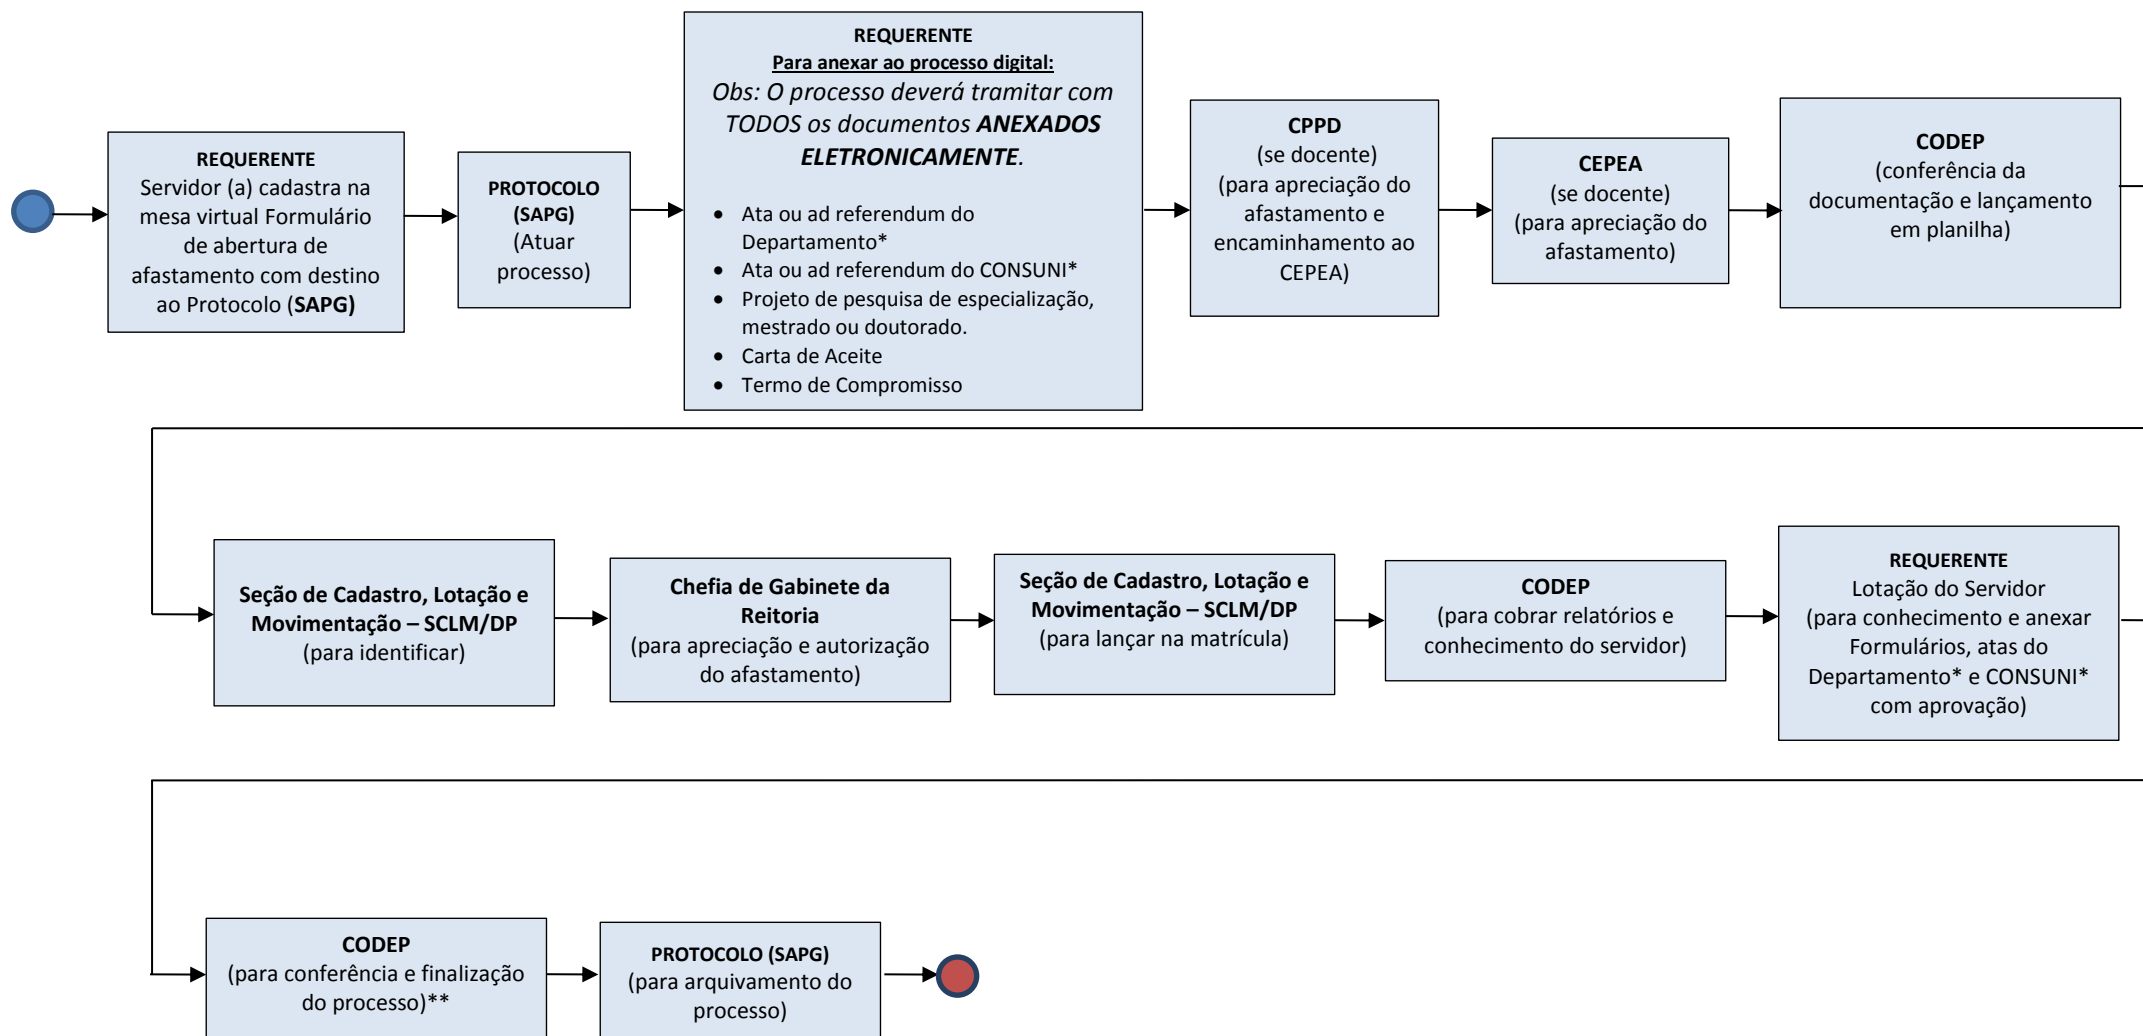 REQUERENTE
Servidor (a) cadastra na
mesa virtual Formulário
de abertura de
afastamento com destino
ao Protocolo (SAPG)
PROTOCOLO
(SAPG)
(Atuar
processo)
REQUERENTE
Para anexar ao processo digital:
Obs: O processo deverá tramitar com
TODOS os documentos ANEXADOS
ELETRONICAMENTE.
• Ata ou ad referendum do
Departamento*
• Ata ou ad referendum do CONSUNI*
• Projeto de pesquisa de especialização,
mestrado ou doutorado.
• Carta de Aceite
• Termo de Compromisso
CPPD
(se docente)
(para apreciação do
afastamento e
encaminhamento ao
CEPEA)
CEPEA
(se docente)
(para apreciação do
afastamento)
CODEP
(conferência da
documentação e lançamento
em planilha)
Seção de Cadastro, Lotação e
Movimentação – SCLM/DP
(para identificar)
Chefia de Gabinete da
Reitoria
(para apreciação e autorização
do afastamento)
Seção de Cadastro, Lotação e
Movimentação – SCLM/DP
(para lançar na matrícula)
CODEP
(para cobrar relatórios e
conhecimento do servidor)
REQUERENTE
Lotação do Servidor
(para conhecimento e anexar
Formulários, atas do
Departamento* e CONSUNI*
com aprovação)
CODEP
(para conferência e finalização
do processo)**
PROTOCOLO (SAPG)
(para arquivamento do
processo)